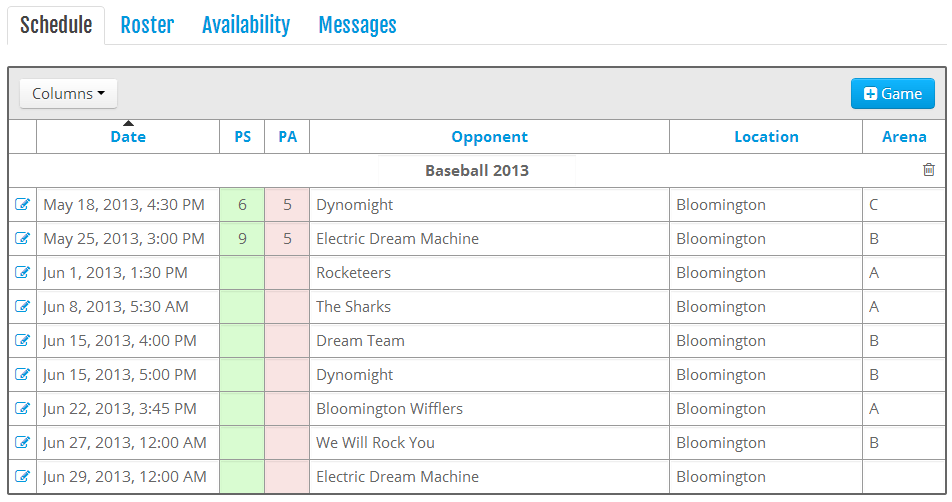 Schedule Roster Availability Messages
Columns Game
Date PS PA Opponent Location Arena
Baseball 2013
May 18, 2013, 4:30 PM 6 5 Dynomight Bloomington C
May 25, 2013, 3:00 PM 9 5 Electric Dream Machine Bloomington B
Jun 1, 2013, 1:30 PM Rocketeers Bloomington A
Jun 8, 2013, 5:30 AM The Sharks Bloomington A
Jun 15, 2013, 4:00 PM Dream Team Bloomington B
Jun 15, 2013, 5:00 PM Dynomight Bloomington B
Jun 22, 2013, 3:45 PM Bloomington Wifflers Bloomington A
Jun 27, 2013, 12:00 AM We Will Rock You Bloomington B
Jun 29, 2013, 12:00 AM Electric Dream Machine Bloomington